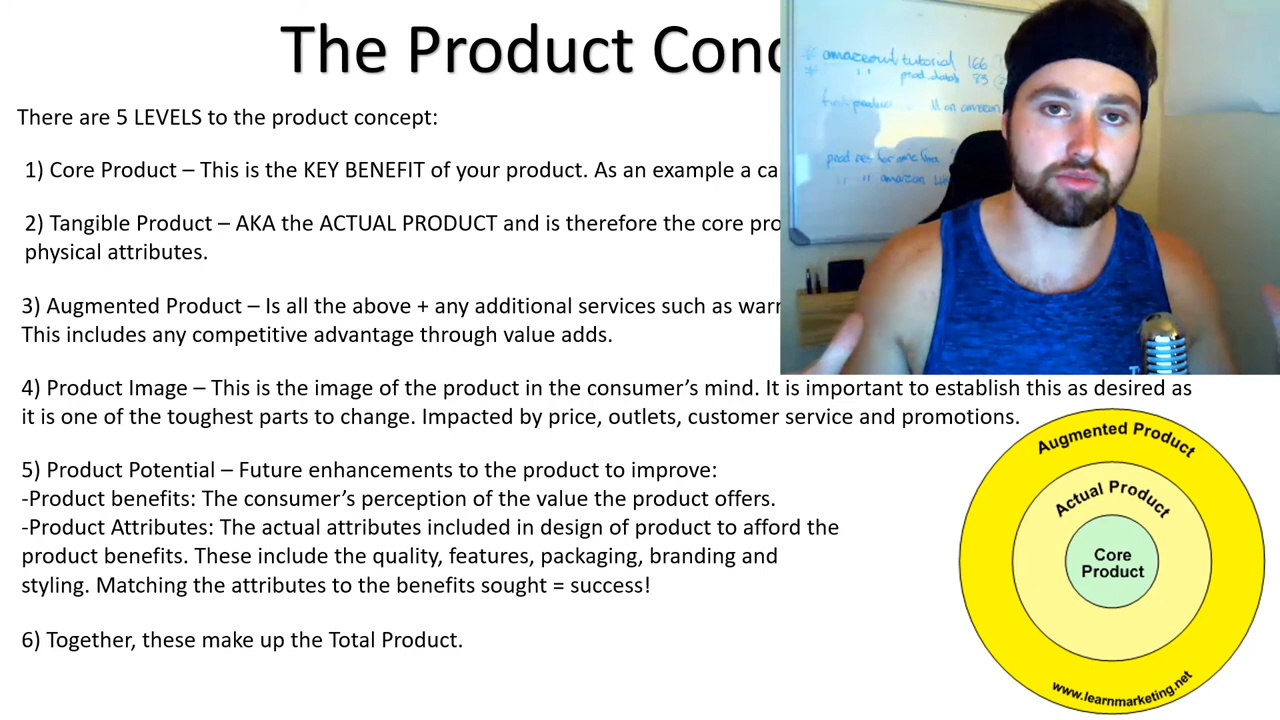 The Product Conc
There are 5 LEVELS to the product concept:
1) Core Product – This is the KEY BENEFIT of your product. As an example a ca
2) Tangible Product – AKA the ACTUAL PRODUCT and is therefore the core pro
physical attributes.
3) Augmented Product – Is all the above + any additional services such as warr
This includes any competitive advantage through value adds.
4) Product Image – This is the image of the product in the consumer’s mind. It is important to establish this as desired as
it is one of the toughest parts to change. Impacted by price, outlets, customer service and promotions.
5) Product Potential – Future enhancements to the product to improve:
-Product benefits: The consumer’s perception of the value the product offers.
-Product Attributes: The actual attributes included in design of product to afford the
product benefits. These include the quality, features, packaging, branding and
styling. Matching the attributes to the benefits sought = success!
6) Together, these make up the Total Product.
tutorial 166
prod. 83
on amazon
amazon
Augmented Product
Actual Product
Core
Product
www.learnmarketing.net